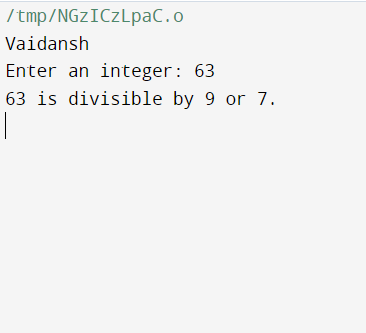 /tmp/NGzICzLpaC.o
Vaidansh
Enter an integer: 63
63 is divisible by 9 or 7.